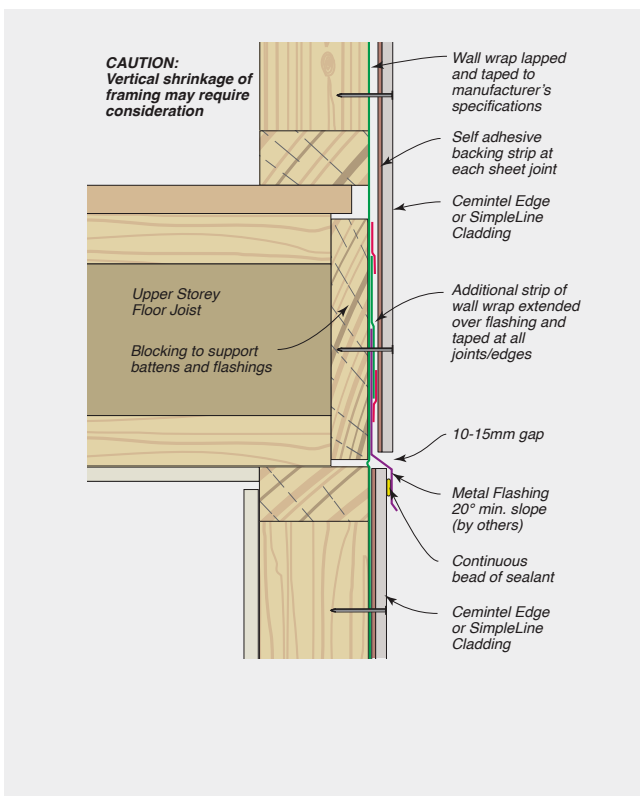 CAUTION:
Vertical shrinkage of
framing may require
consideration
Wall wrap lapped
and taped to
manufacturer's
specifications
Self adhesive
backing strip at
each sheet joint
Cemintel Edge
or SimpleLine
Cladding
Upper Storey
Floor Joist
Blocking to support
battens and flashings
Additional strip of
wall wrap extended
over flashing and
taped at all
joints/edges
10-15mm gap
Metal Flashing
20° min. slope
(by others)
Continuous
bead of sealant
Cemintel Edge
or SimpleLine
Cladding